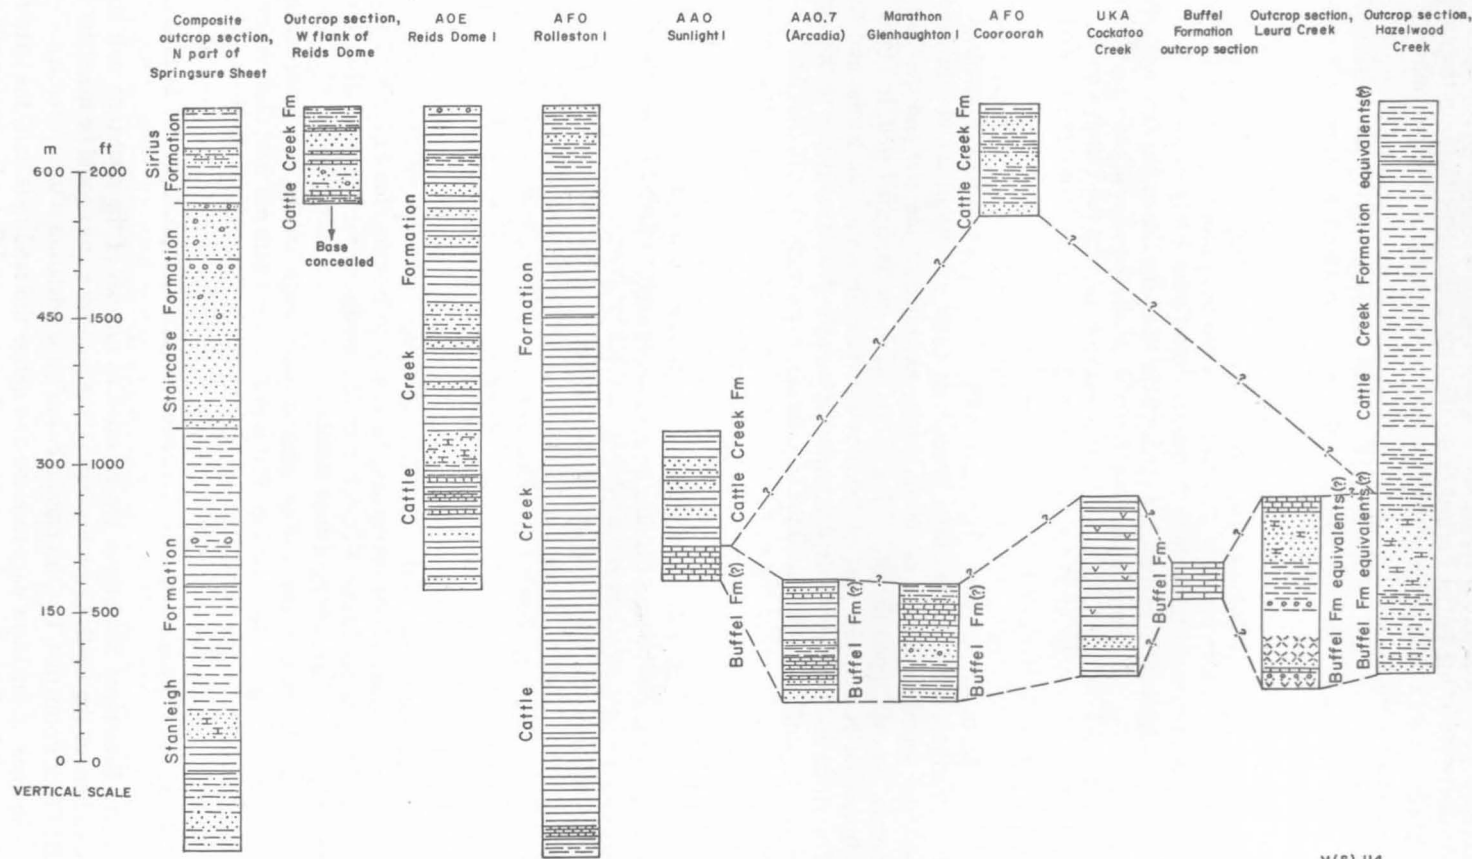 Composite
outcrop section,
N part of
Springsure Sheet
Outcrop section,
W flank of
Reids Dome
AOE
Reids Dome 1
AFO
Rolleston 1
AAO
Sunlight 1
AAO.7
(Arcadia)
Marathon
Glenhaughton 1
AFO
Cooroorah
UKA
Cockatoo
Creek
Buffel
Formation
outcrop section
Outcrop section,
Leura Creek
Outcrop section,
Hazelwood
Creek
m
ft
600
2000
450
1500
300
1000
150
500
0
0
VERTICAL SCALE
Sirius
Formation
Staircase Formation
Stanleigh Formation
Cattle Creek Fm
Base
concealed
Cattle Creek Formation
Cattle Creek Formation
Cattle Creek Fm
Buffel Fm(?)
Buffel Fm(?)
Buffel Fm(?)
Cattle Creek Fm
Buffel Fm
Buffel Fm equivalents(?)
Cattle Creek Formation equivalents(?)
Buffel Fm equivalents(?)
? ? ? ? ?
? ? ? ?
? ?
? ? ? ?
? ? ? ?